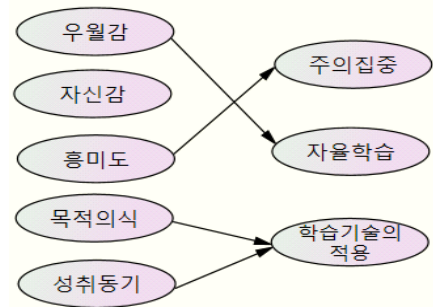 우월감
자신감
흥미도
목적의식
성취동기
주의집중
자율학습
학습기술의
적용